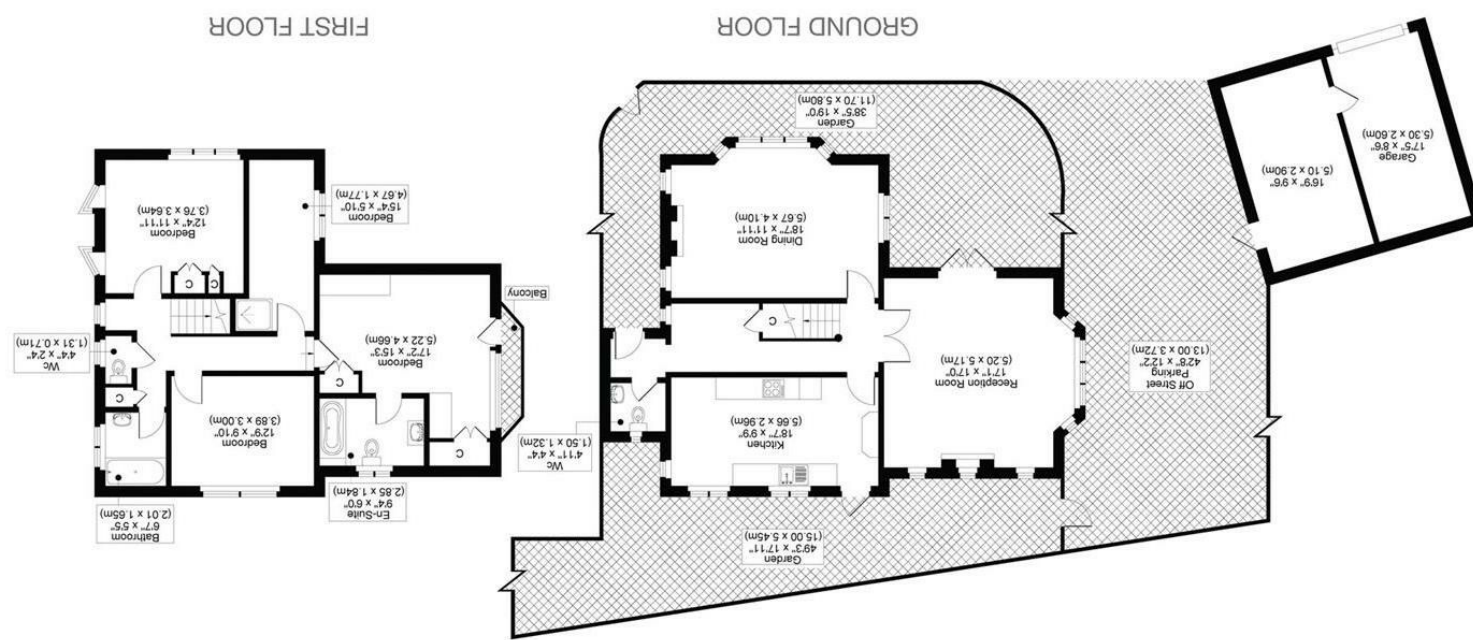 Garden
49'3" x 17'11"
(15.00 x 5.45m)
Wc
4'11" x 4'4"
(1.50 x 1.32m)
Kitchen
18'7" x 9'9"
(5.66 x 2.96m)
Off Street
Parking
42'8" x 12'2"
(13.00 x 3.72m)
Reception Room
17'1" x 17'0"
(5.20 x 5.17m)
C
Dining Room
18'7" x 11'11"
(5.67 x 4.10m)
16'9" x 9'6"
(5.10 x 2.90m)
Garage
17'5" x 8'6"
(5.30 x 2.60m)
Garden
38'5" x 19'0"
(11.70 x 5.80m)
GROUND FLOOR
En-Suite
9'4" x 6'0"
(2.85 x 1.84m)
Bathroom
6'7" x 5'5"
(2.01 x 1.65m)
C
Bedroom
12'9" x 9'10"
(3.89 x 3.00m)
C
C
Wc
4'4" x 2'4"
(1.31 x 0.71m)
Bedroom
17'2" x 15'3"
(5.22 x 4.66m)
Balcony
C
C
Bedroom
15'4" x 5'10"
(4.67 x 1.77m)
Bedroom
12'4" x 11'11"
(3.76 x 3.64m)
FIRST FLOOR